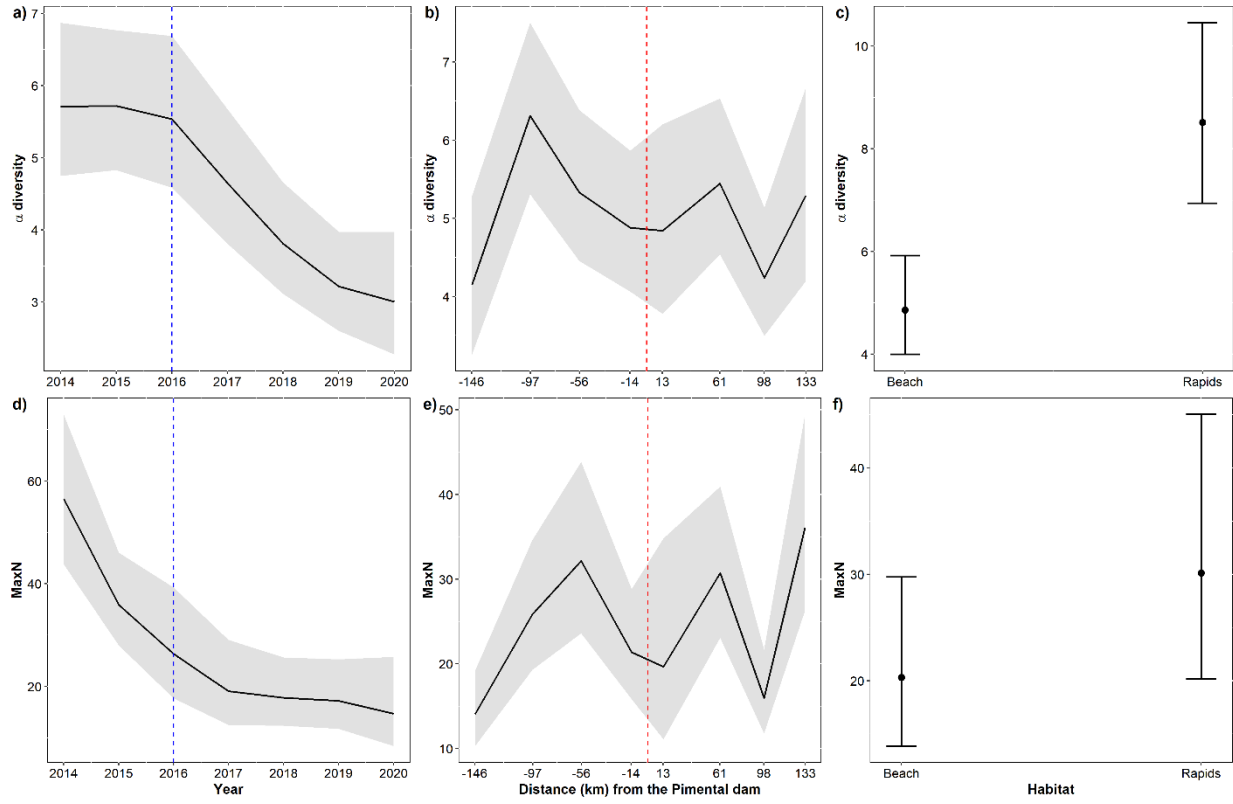 a)
α diversity
7
6
5
4
3
2014 2015 2016 2017 2018 2019 2020
b)
α diversity
7
6
5
4
-146 -97 -56 -14 13 61 98 133
c)
α diversity
10
8
6
4
Beach Rapids
d)
MaxN
60
40
20
2014 2015 2016 2017 2018 2019 2020
Year
e)
MaxN
50
40
30
20
10
-146 -97 -56 -14 13 61 98 133
Distance (km) from the Pimental dam
f)
MaxN
40
30
20
Beach Rapids
Habitat